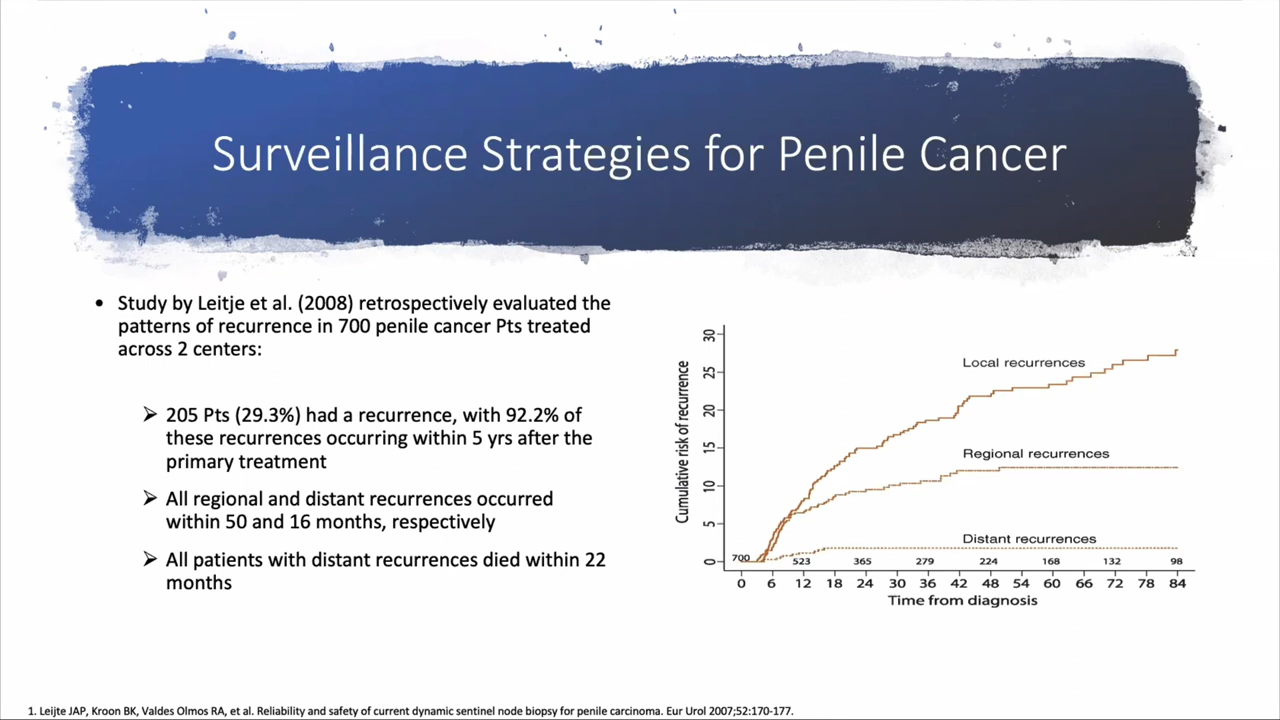 Surveillance Strategies for Penile Cancer
• Study by Leitje et al. (2008) retrospectively evaluated the
patterns of recurrence in 700 penile cancer Pts treated
across 2 centers:
➢ 205 Pts (29.3%) had a recurrence, with 92.2% of
these recurrences occurring within 5 yrs after the
primary treatment
➢ All regional and distant recurrences occurred
within 50 and 16 months, respectively
➢ All patients with distant recurrences died within 22
months
Cumulative risk of recurrence
30
25
20
15
10
5
0
Local recurrences
Regional recurrences
Distant recurrences
700 523 365 279 224 168 132 98
0 6 12 18 24 30 36 42 48 54 60 66 72 78 84
Time from diagnosis
1. Leijte JAP, Kroon BK, Valdes Olmos RA, et al. Reliability and safety of current dynamic sentinel node biopsy for penile carcinoma. Eur Urol 2007;52:170-177.